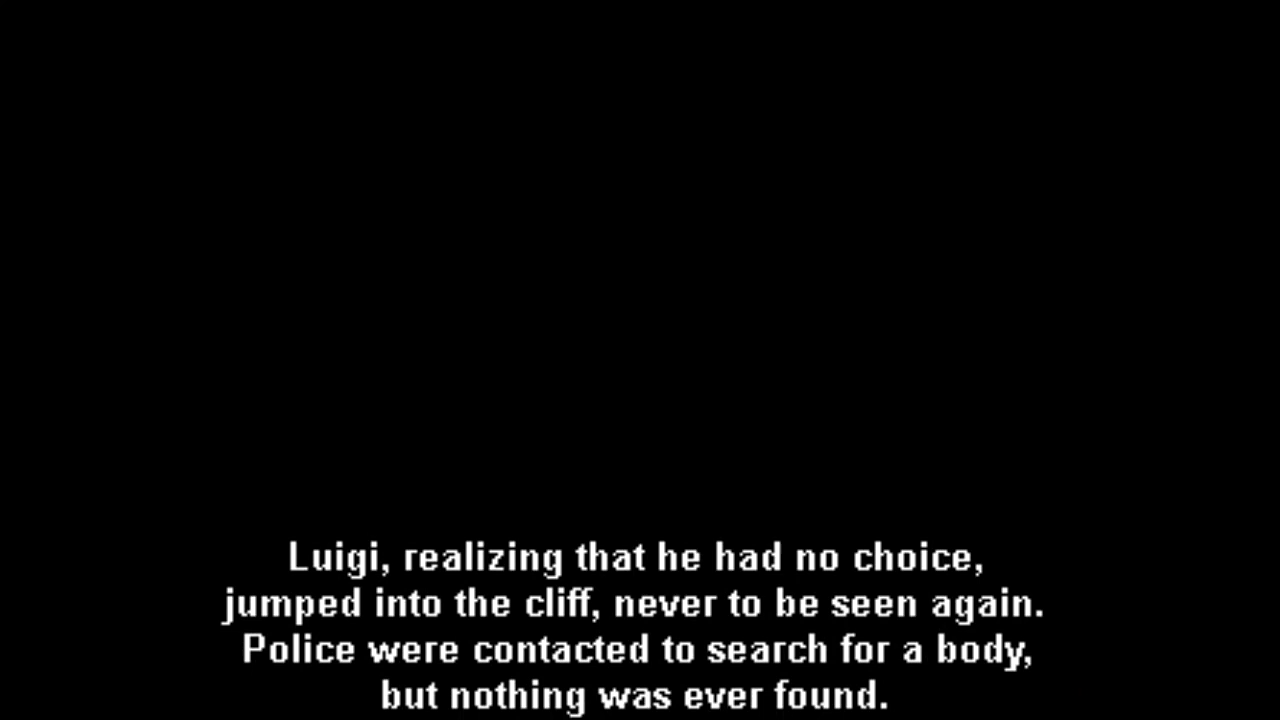 Luigi, realizing that he had no choice,
jumped into the cliff, never to be seen again.
Police were contacted to search for a body,
but nothing was ever found.